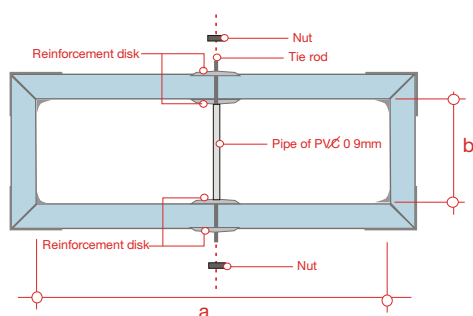 Nut
Reinforcement disk
Tie rod
Pipe of PVC 0 9mm
b
Reinforcement disk
Nut
a